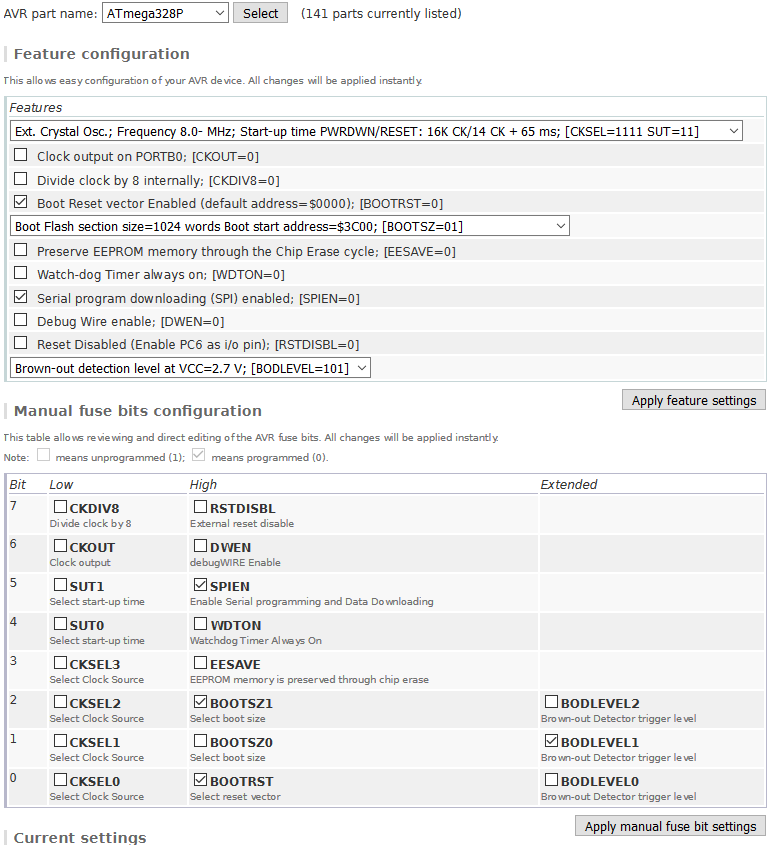 AVR part name: ATmega328P Select (141 parts currently listed)
Feature configuration
This allows easy configuration of your AVR device. All changes will be applied instantly.
Features
Ext. Crystal Osc.; Frequency 8.0- MHz; Start-up time PWRDWN/RESET: 16K CK/14 CK + 65 ms; [CKSEL=1111 SUT=11]
Clock output on PORTB0; [CKOUT=0]
Divide clock by 8 internally; [CKDIV8=0]
Boot Reset vector Enabled (default address=$0000); [BOOTRST=0]
Boot Flash section size=1024 words Boot start address=$3C00; [BOOTSZ=01]
Preserve EEPROM memory through the Chip Erase cycle; [EESAVE=0]
Watch-dog Timer always on; [WDTON=0]
Serial program downloading (SPI) enabled; [SPIEN=0]
Debug Wire enable; [DWEN=0]
Reset Disabled (Enable PC6 as i/o pin); [RSTDISBL=0]
Brown-out detection level at VCC=2.7 V; [BODLEVEL=101]
Apply feature settings
Manual fuse bits configuration
This table allows reviewing and direct editing of the AVR fuse bits. All changes will be applied instantly.
Note: means unprogrammed (1); means programmed (0).
Bit Low High Extended
7 CKDIV8 RSTDISBL
Divide clock by 8 External reset disable
6 CKOUT DWEN
Clock output debugWIRE Enable
5 SUT1 SPIEN
Select start-up time Enable Serial programming and Data Downloading
4 SUT0 WDTON
Select start-up time Watchdog Timer Always On
3 CKSEL3 EESAVE
Select Clock Source EEPROM memory is preserved through chip erase
2 CKSEL2 BOOTSZ1 BODLEVEL2
Select Clock Source Select boot size Brown-out Detector trigger level
1 CKSEL1 BOOTSZ0 BODLEVEL1
Select Clock Source Select boot size Brown-out Detector trigger level
0 CKSEL0 BOOTRST BODLEVEL0
Select Clock Source Select reset vector Brown-out Detector trigger level
Apply manual fuse bit settings
Current settings